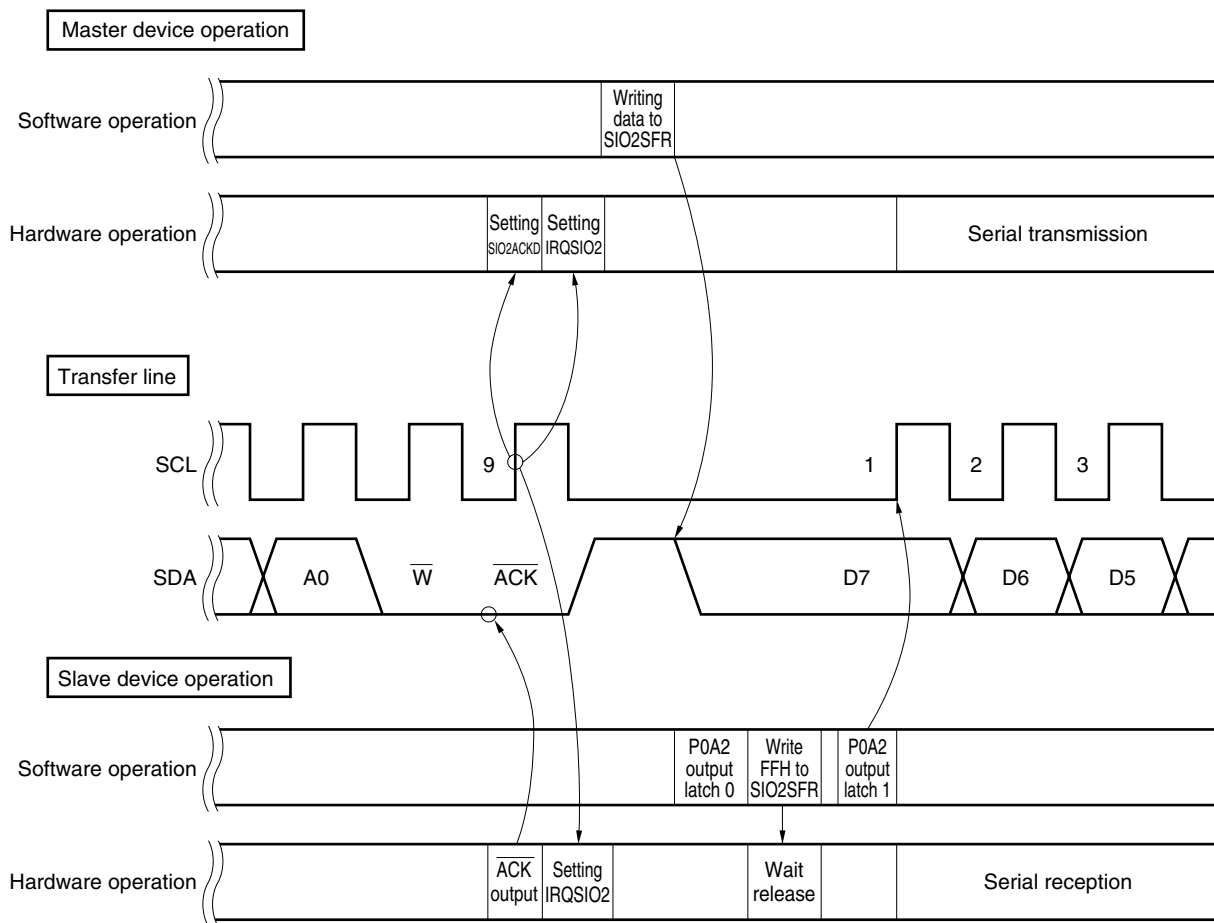 Master device operation
Software operation
Writing
data to
SIO2SFR
Hardware operation
Setting
SIO2ACKD
Setting
IRQSIO2
Serial transmission
Transfer line
SCL
9
1
2
3
SDA
A0
W
ACK
D7
D6
D5
Slave device operation
Software operation
P0A2
output
latch 0
Write
FFH to
SIO2SFR
P0A2
output
latch 1
Hardware operation
ACK
output
Setting
IRQSIO2
Wait
release
Serial reception